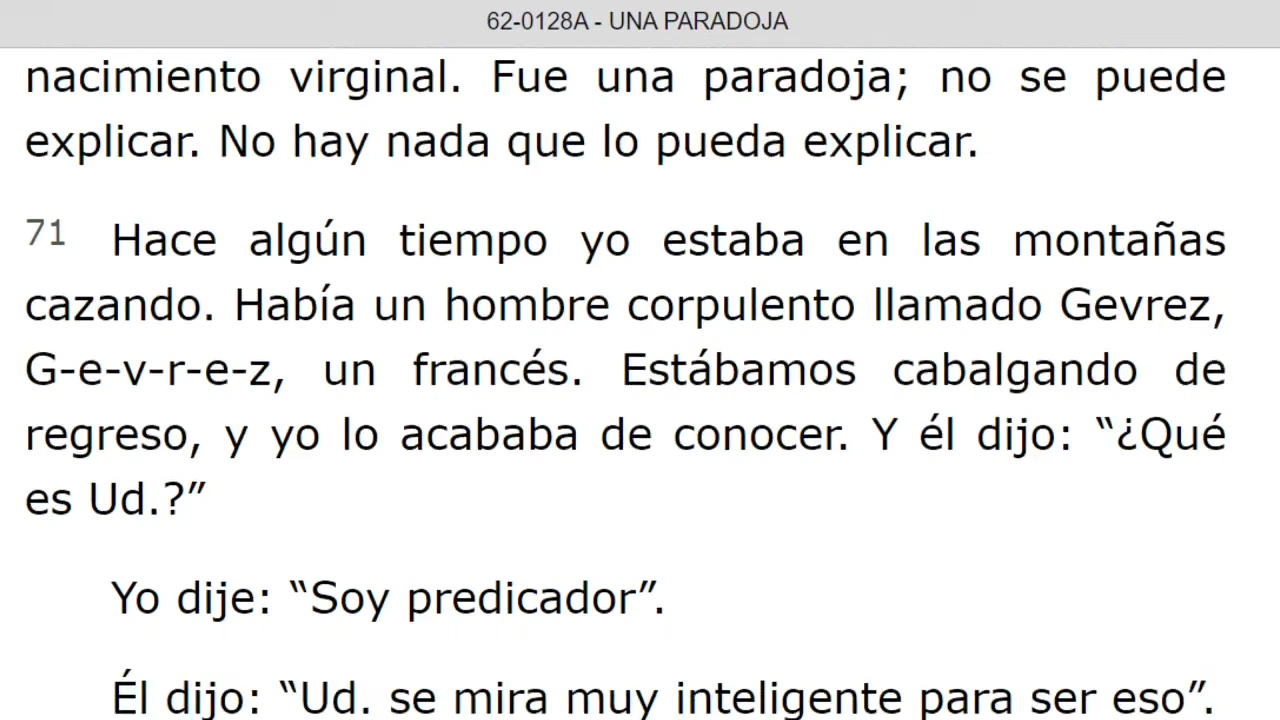 62-0128A - UNA PARADOJA
nacimiento virginal. Fue una paradoja; no se puede
explicar. No hay nada que lo pueda explicar.
71 Hace algún tiempo yo estaba en las montañas
cazando. Había un hombre corpulento llamado Gevrez,
G-e-v-r-e-z, un francés. Estábamos cabalgando de
regreso, y yo lo acababa de conocer. Y él dijo: “¿Qué
es Ud.?”
Yo dije: “Soy predicador”.
Él dijo: “Ud. se mira muy inteligente para ser eso”.